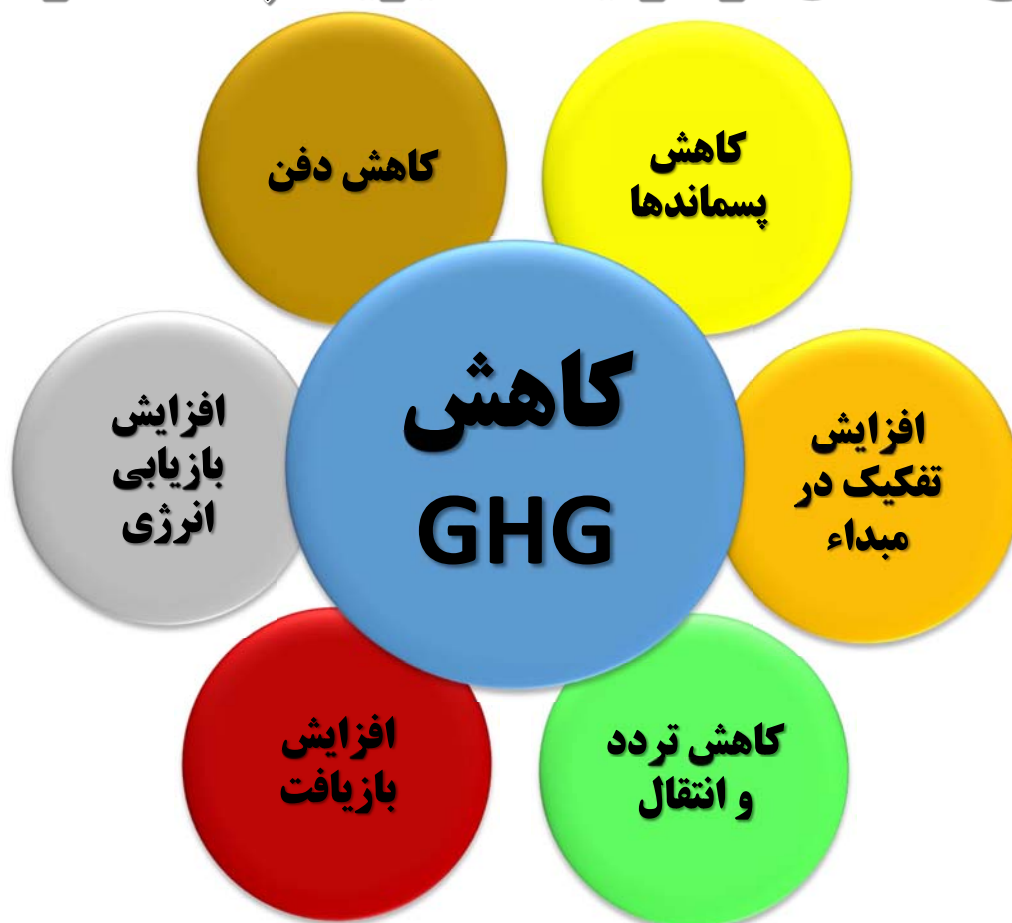 کاهش
پسماندها
افزایش
تفکیک در
مبداء
کاهش تردد
و انتقال
افزایش
بازیافت
افزایش
بازیابی
انرژی
کاهش دفن
کاهش
GHG